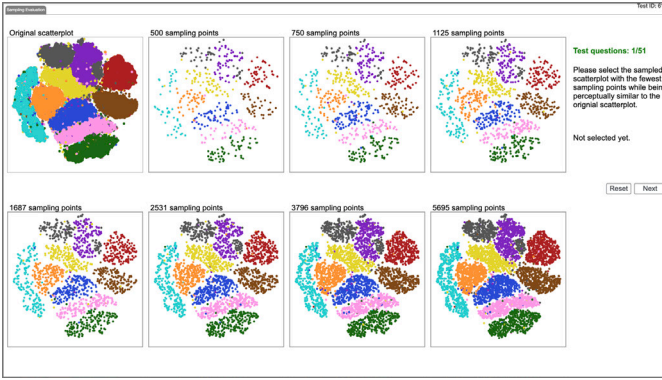 Test ID: 6
Sampling Evaluation
Original scatterplot
500 sampling points
750 sampling points
1125 sampling points
Test questions: 1/51
Please select the sampled
scatterplot with the fewest
sampling points while bein
perceptually similar to the
orignial scatterplot.
Not selected yet.
Reset
Next
1687 sampling points
2531 sampling points
3796 sampling points
5695 sampling points